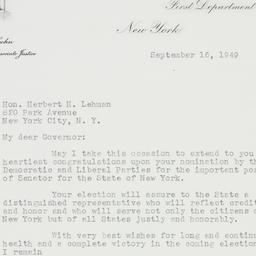 First Department
New York
ohn
ociate Justice
September 16, 1949
Hon. Herbert H. Lehman
820 Park Avenue
New York City, N. Y.
My dear Governor:
May I take this occasion to extend to you
heartiest congratulations upon your nomination by th
Democratic and Liberal Parties for the important pos
of Senator for the State of New York.
Your election will assure to the State a
distinguished representative who will reflect credit
and honor and who will serve not only the citizens o
New York but of all States justly and honorably.
With very best wishes for long and contin
health and a complete victory in the coming election
I remain